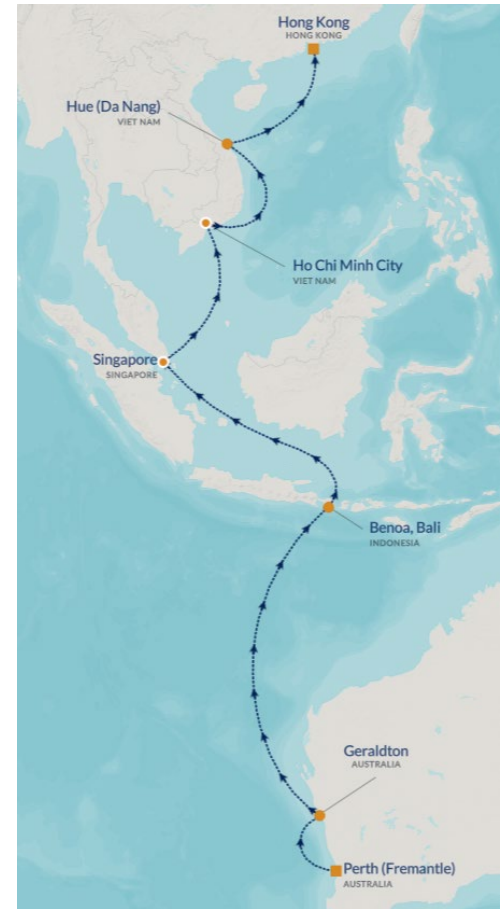 Hong Kong
HONG KONG
Hue (Da Nang)
VIET NAM
Ho Chi Minh City
VIET NAM
Singapore
SINGAPORE
Benoa, Bali
INDONESIA
Geraldton
AUSTRALIA
Perth (Fremantle)
AUSTRALIA